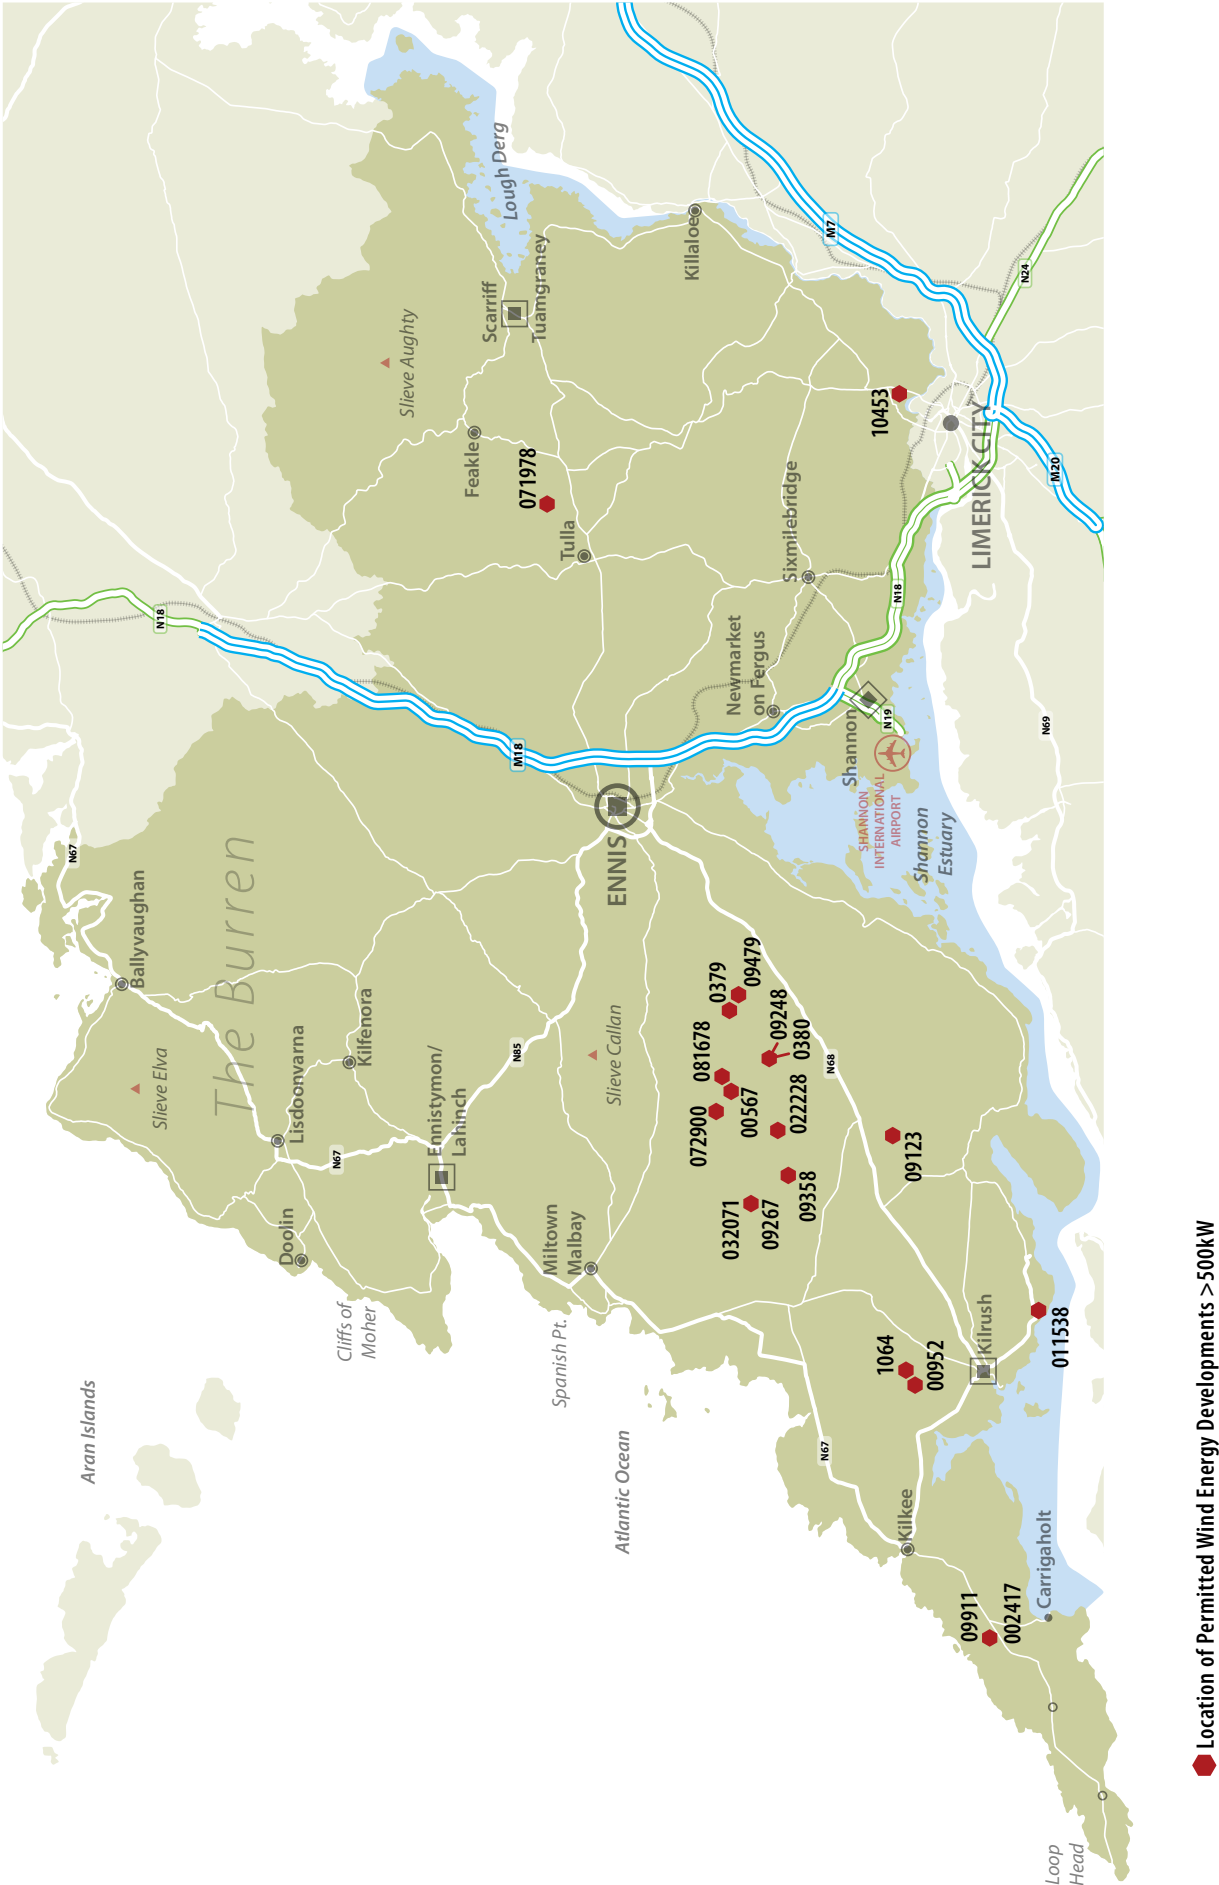 Aran Islands
N67
Ballyvaughan
The Burren
Slieve Elva
Lisdoonvarna
Kilfenora
Doolin
N67
Cliffs of
Moher
Ennistymon/
Lahinch
N85
N18
M18
ENNIS
Slieve Callan
Miltown
Malbay
Spanish Pt.
Atlantic Ocean
Slieve Aughty
Feakle
071978
Tulla
Scarriff
Tuamgraney
Lough Derg
Killaloe
M7
N24
10453
LIMERICK CITY
M20
Sixmilebridge
N18
Newmarket
on Fergus
Shannon
N19
SHANNON
INTERNATIONAL
AIRPORT
Shannon
Estuary
N69
0379
09479
081678
09248
0380
072900
00567
022228
N68
032071
09267
09358
09123
1064
00952
Kilrush
011538
N67
Kilkee
09911
002417
Carrigaholt
Loop
Head
Location of Permitted Wind Energy Developments >500kW